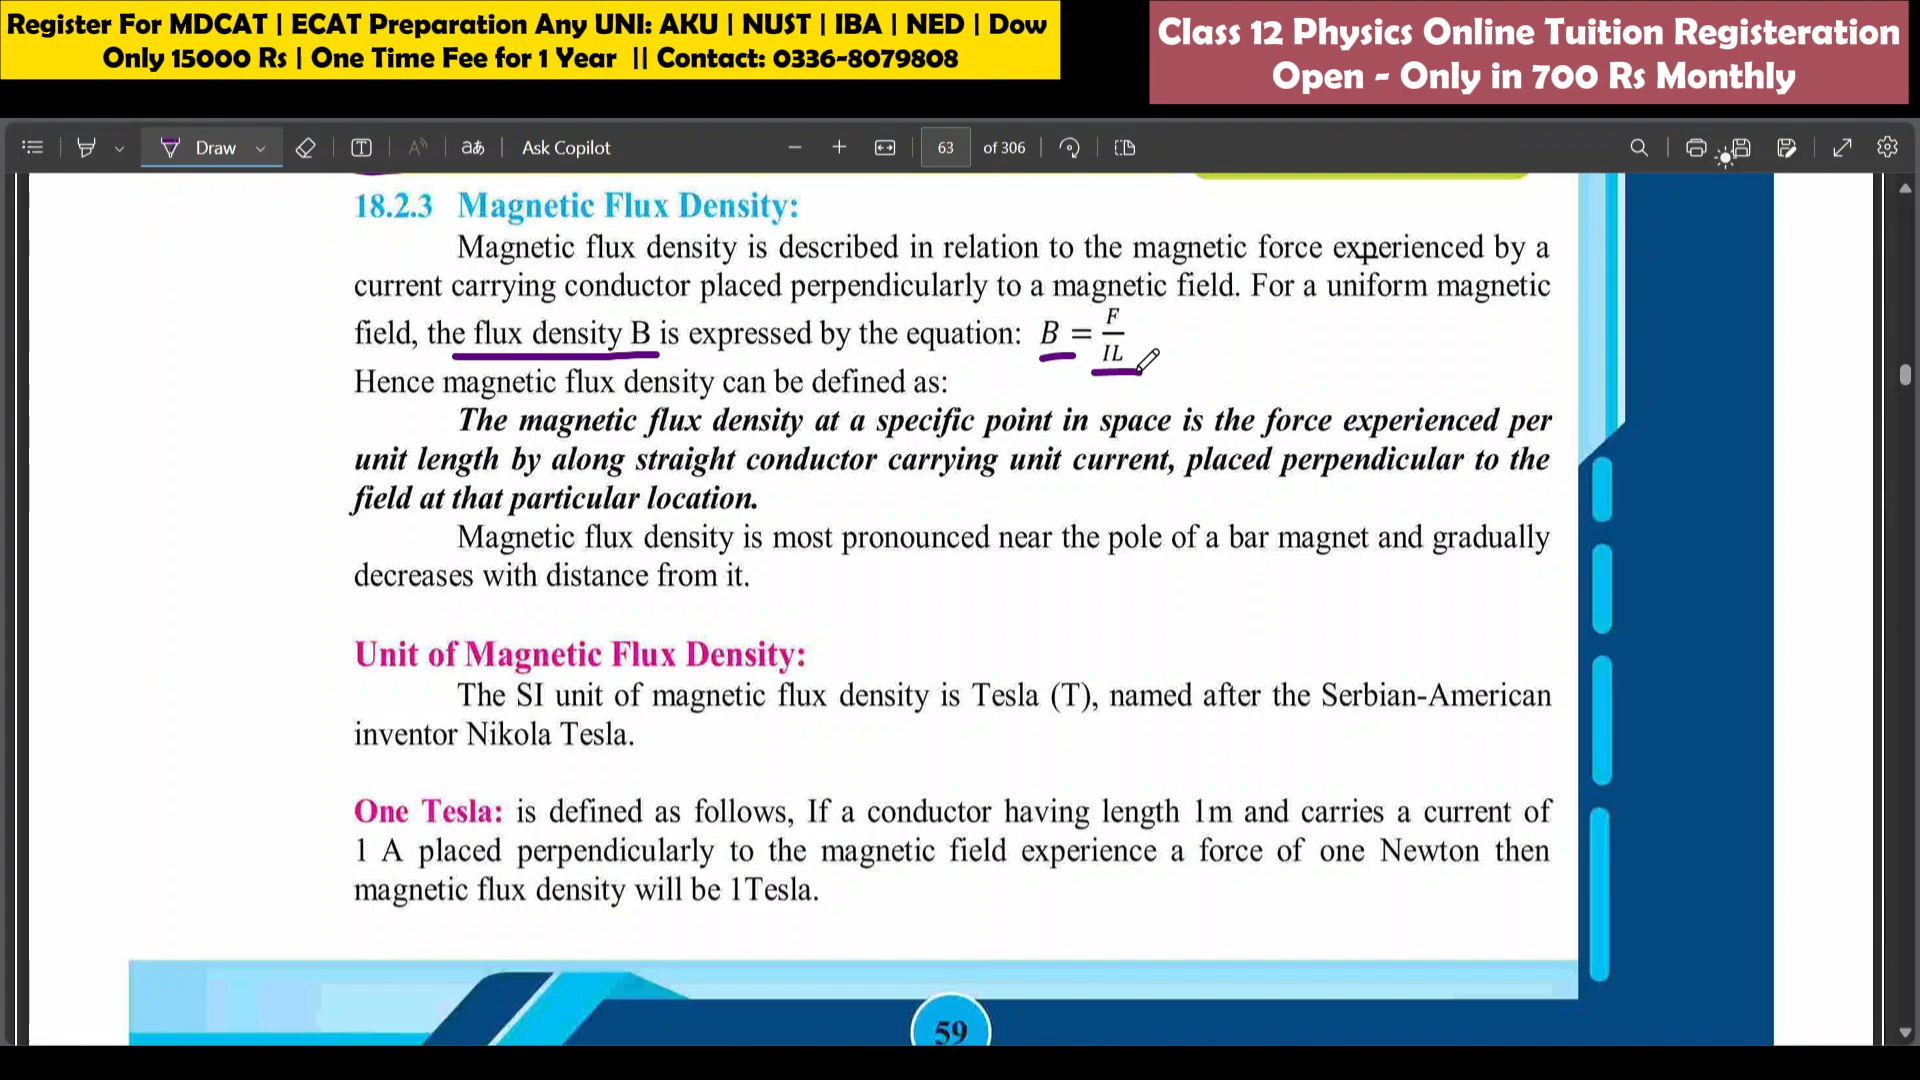 Register For MDCAT | ECAT Preparation Any UNI: AKU | NUST | IBA | NED | Dow
Only 15000 Rs | One Time Fee for 1 Year || Contact: 0336-8079808
Class 12 Physics Online Tuition Registeration
Open - Only in 700 Rs Monthly
Draw
Ask Copilot
63 of 306
18.2.3 Magnetic Flux Density:
Magnetic flux density is described in relation to the magnetic force experienced by a
current carrying conductor placed perpendicularly to a magnetic field. For a uniform magnetic
field, the flux density B is expressed by the equation: B = F/IL
Hence magnetic flux density can be defined as:
The magnetic flux density at a specific point in space is the force experienced per
unit length by along straight conductor carrying unit current, placed perpendicular to the
field at that particular location.
Magnetic flux density is most pronounced near the pole of a bar magnet and gradually
decreases with distance from it.
Unit of Magnetic Flux Density:
The SI unit of magnetic flux density is Tesla (T), named after the Serbian-American
inventor Nikola Tesla.
One Tesla: is defined as follows, If a conductor having length 1m and carries a current of
1 A placed perpendicularly to the magnetic field experience a force of one Newton then
magnetic flux density will be 1Tesla.
59